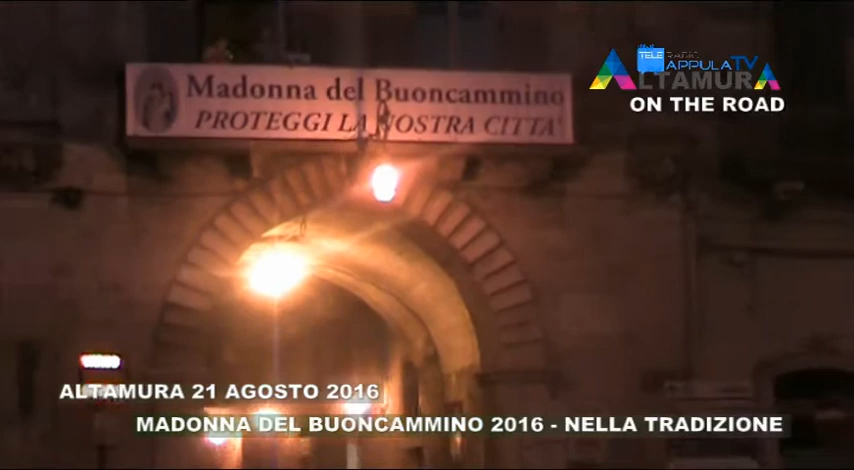 Madonna del Buoncammino
PROTEGGI LA NOSTRA CITTA'
TELE RADIO
APPULA TV
ALTAMURA
ON THE ROAD
ALTAMURA 21 AGOSTO 2016
MADONNA DEL BUONCAMMINO 2016 - NELLA TRADIZIONE